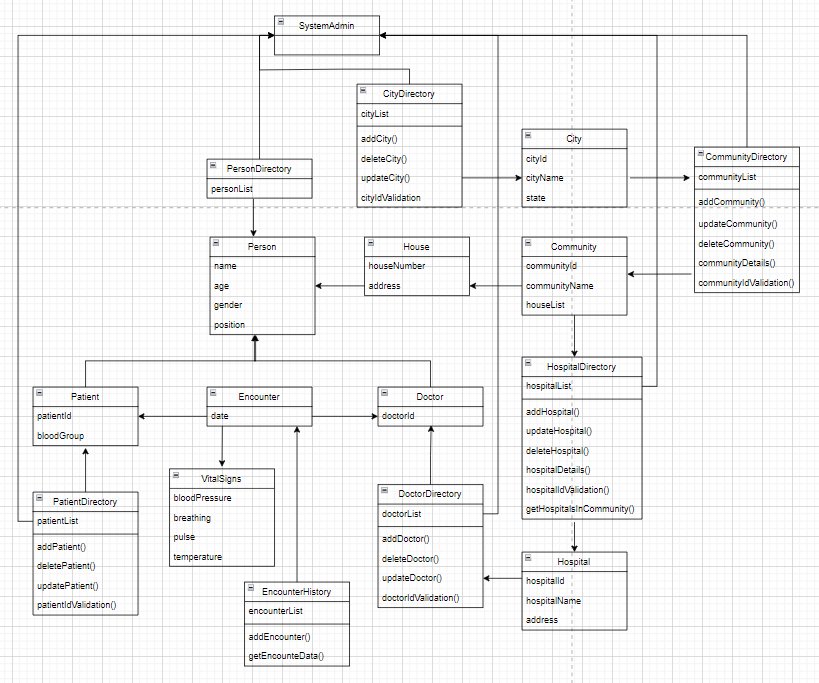 SystemAdmin
CityDirectory
cityList
addCity()
deleteCity()
updateCity()
cityIdValidation
City
cityId
cityName
state
CommunityDirectory
communityList
addCommunity()
updateCommunity()
deleteCommunity()
communityDetails()
communityIdValidation()
PersonDirectory
personList
Person
name
age
gender
position
House
houseNumber
address
Community
communityId
communityName
houseList
HospitalDirectory
hospitalList
addHospital()
updateHospital()
deleteHospital()
hospitalDetails()
hospitalIdValidation()
getHospitalsInCommunity()
Patient
patientId
bloodGroup
Encounter
date
Doctor
doctorId
VitalSigns
bloodPressure
breathing
pulse
temperature
PatientDirectory
patientList
addPatient()
deletePatient()
updatePatient()
patientIdValidation()
DoctorDirectory
doctorList
addDoctor()
deleteDoctor()
updateDoctor()
doctorIdValidation()
Hospital
hospitalId
hospitalName
address
EncounterHistory
encounterList
addEncounter()
getEncounteData()